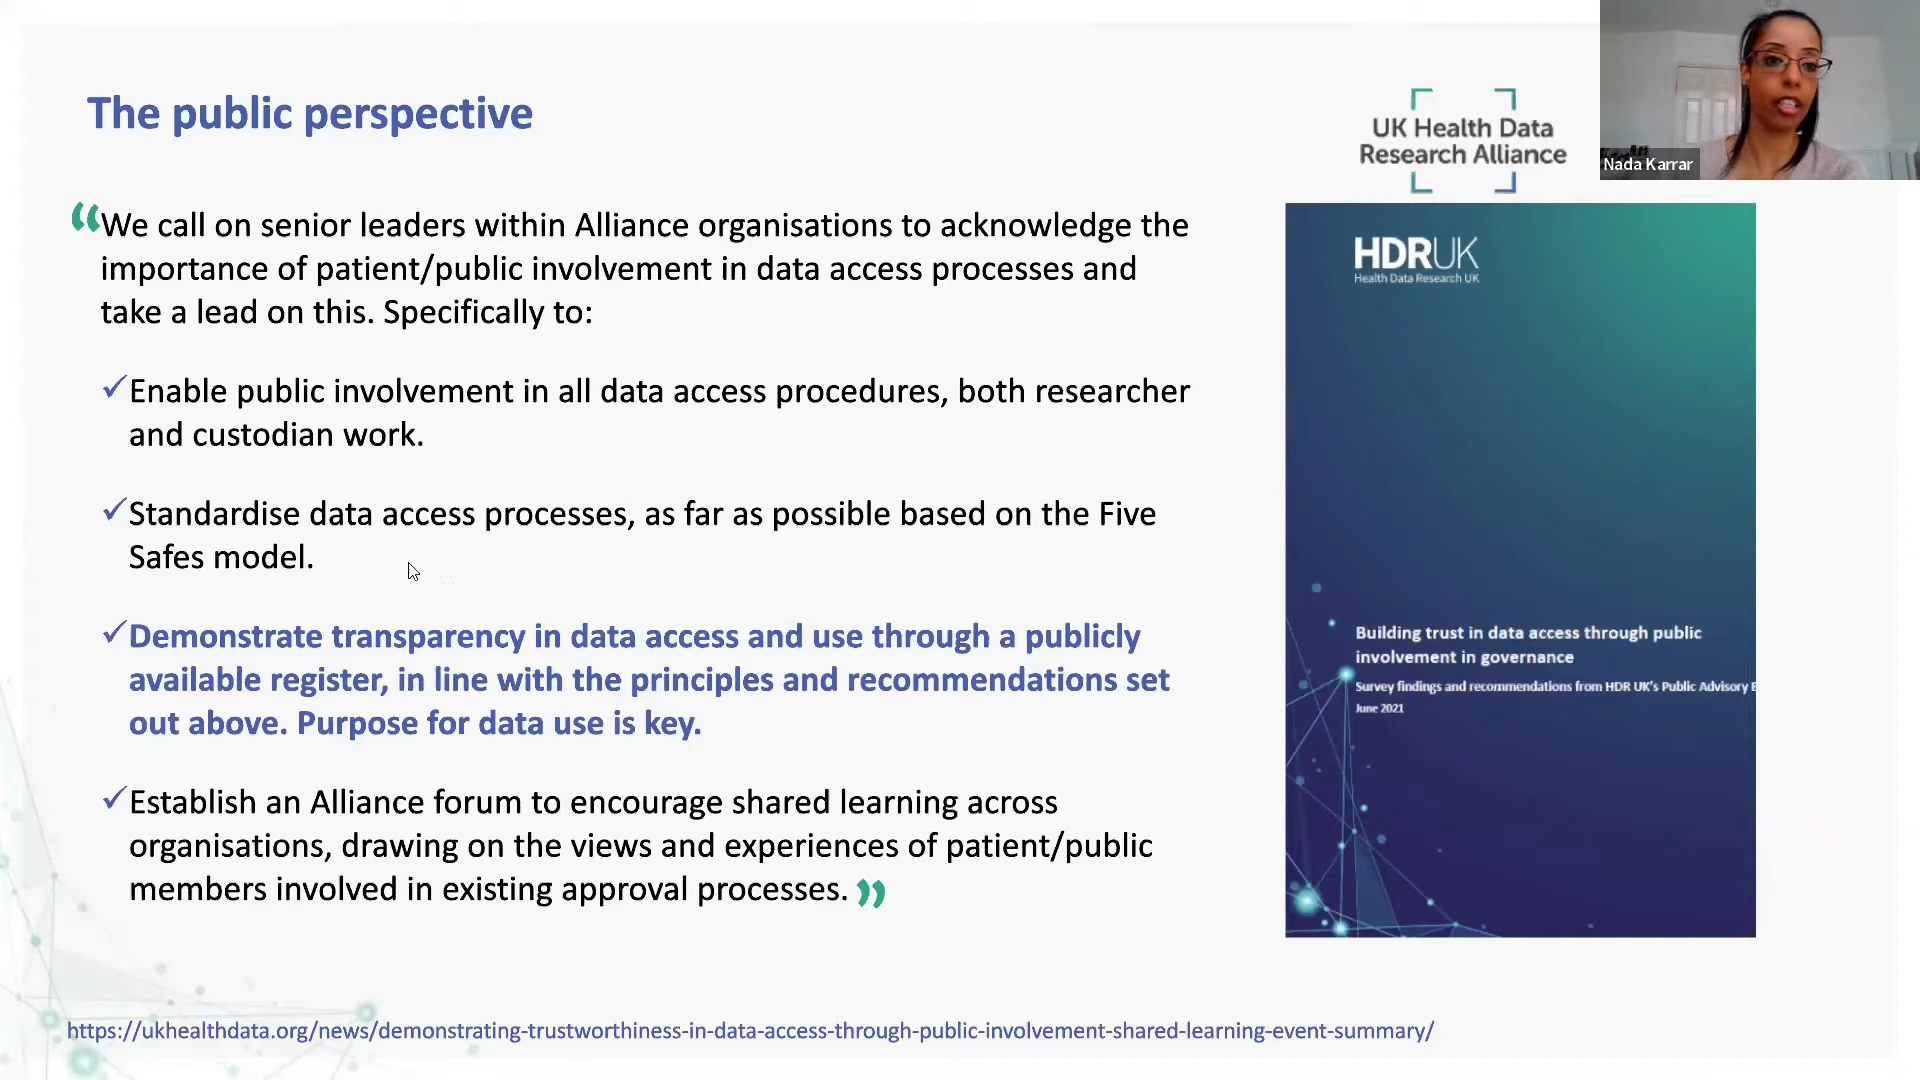 The public perspective
UK Health Data
Research Alliance
Nada Karrar
“We call on senior leaders within Alliance organisations to acknowledge the
importance of patient/public involvement in data access processes and
take a lead on this. Specifically to:
✓Enable public involvement in all data access procedures, both researcher
and custodian work.
✓Standardise data access processes, as far as possible based on the Five
Safes model.
✓Demonstrate transparency in data access and use through a publicly
available register, in line with the principles and recommendations set
out above. Purpose for data use is key.
✓Establish an Alliance forum to encourage shared learning across
organisations, drawing on the views and experiences of patient/public
members involved in existing approval processes.”
HDRUK
Health Data Research UK
Building trust in data access through public
involvement in governance
Survey findings and recommendations from HDR UK's Public Advisory
June 2021
https://ukhealthdata.org/news/demonstrating-trustworthiness-in-data-access-through-public-involvement-shared-learning-event-summary/